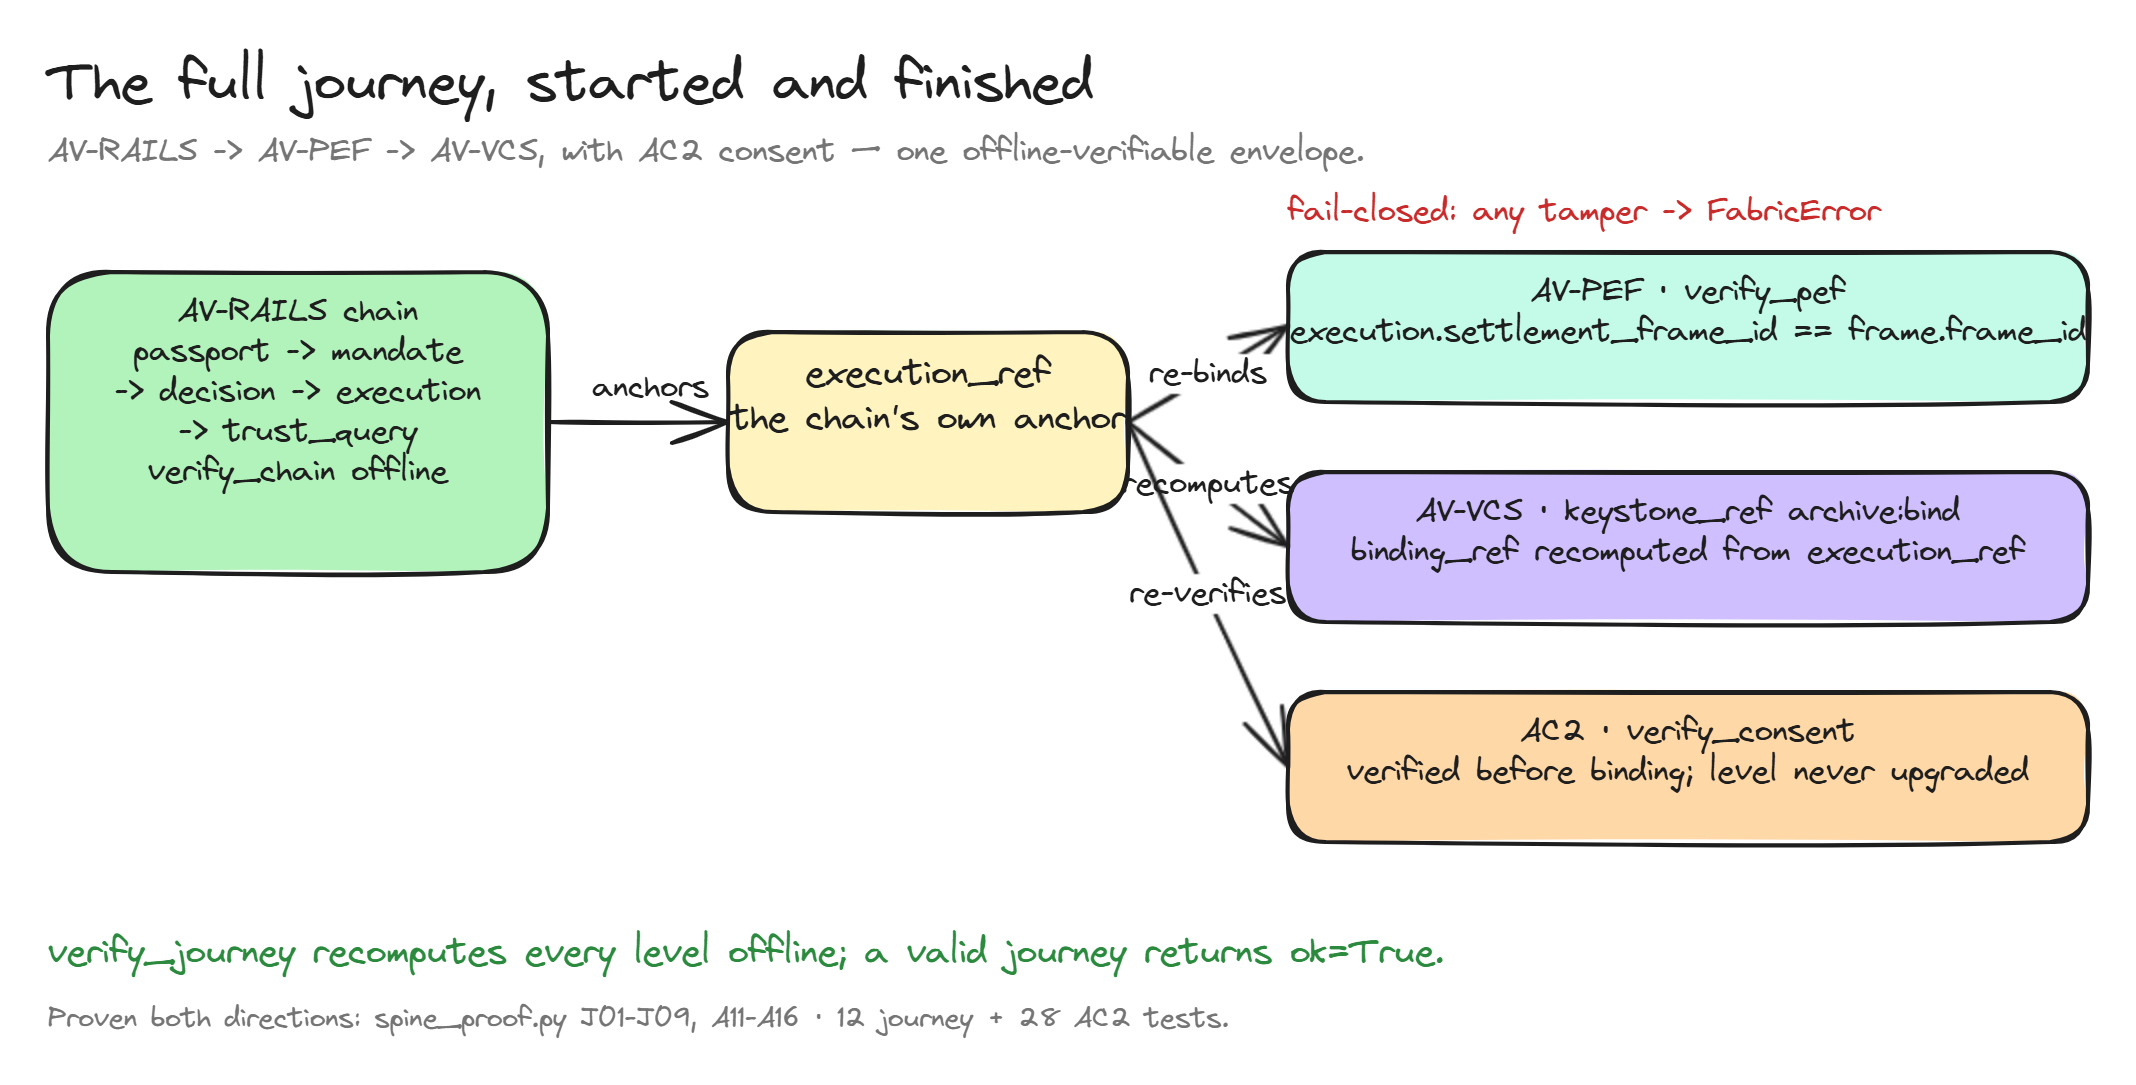 The full journey, started and finished
AV-RAILS -> AV-PEF -> AV-VCS, with AC2 consent — one offline-verifiable envelope.
fail-closed: any tamper -> FabricError
AV-RAILS chain
passport -> mandate
-> decision -> execution
-> trust_query
verify_chain offline
anchors
execution_ref
the chain's own anchor
re-binds
recomputes
re-verifies
AV-PEF · verify_pef
execution.settlement_frame_id == frame.frame_id
AV-VCS · keystone_ref archive:bind
binding_ref recomputed from execution_ref
AC2 · verify_consent
verified before binding; level never upgraded
verify_journey recomputes every level offline; a valid journey returns ok=True.
Proven both directions: spine_proof.py J01-J09, A11-A16 · 12 journey + 28 AC2 tests.